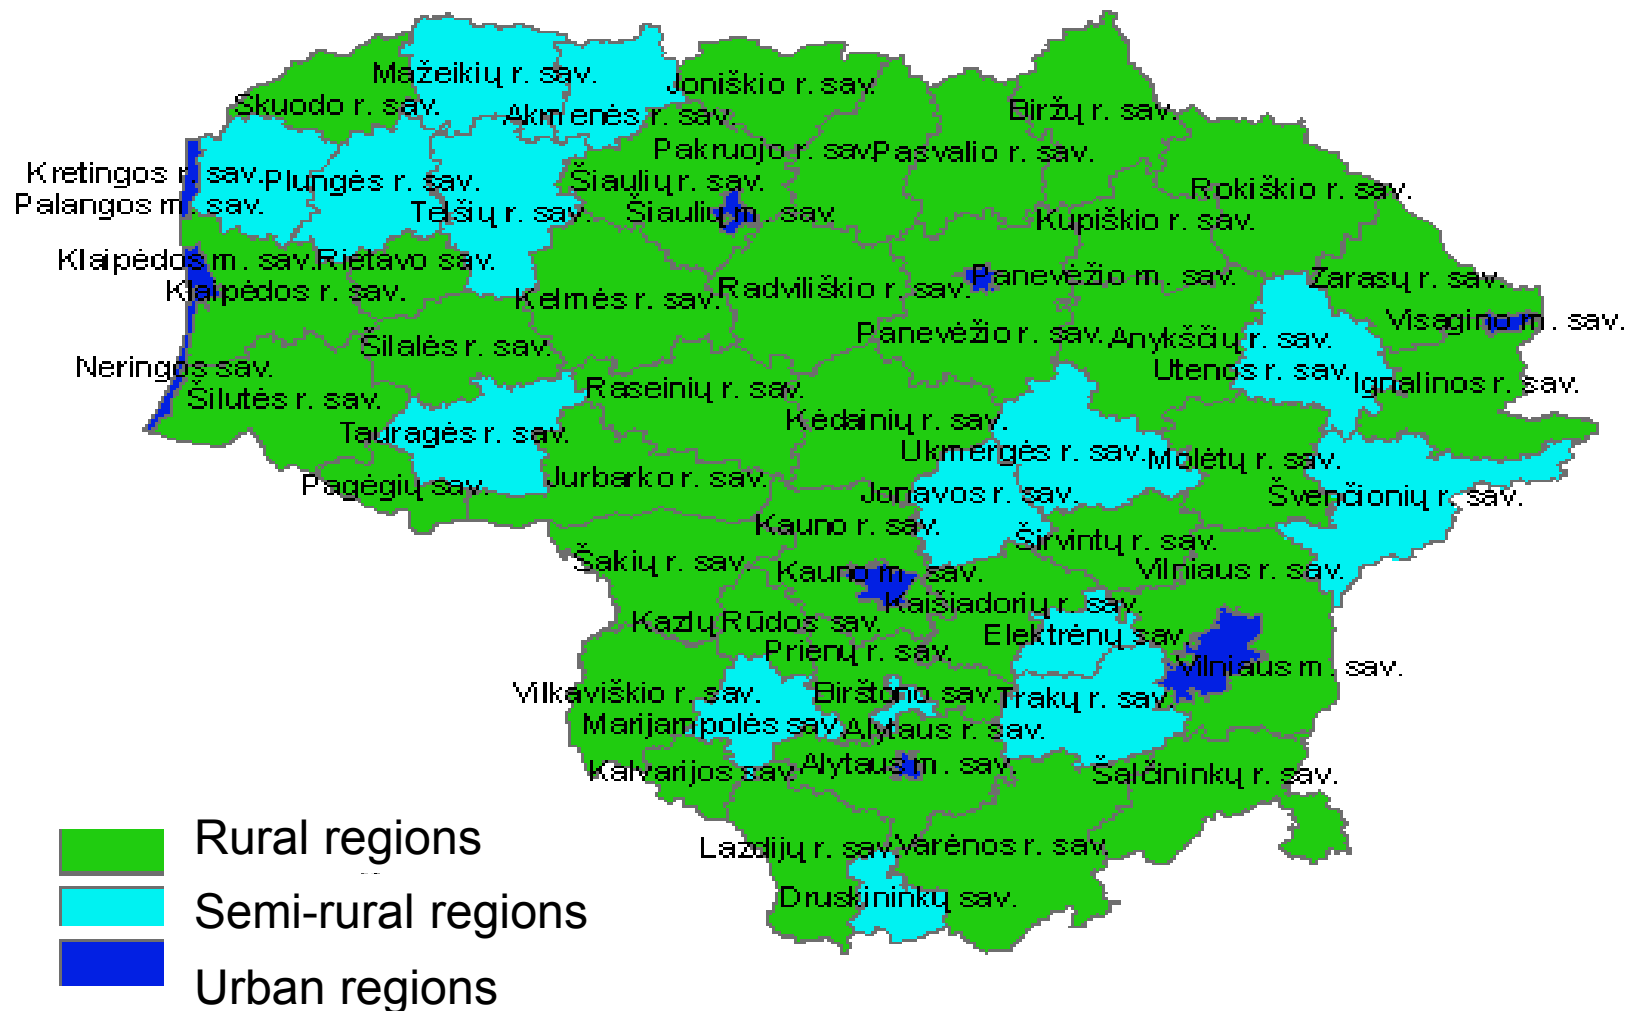 Mažeikių r. sav.
Joniškio r. sav.
Skuodo r. sav.
Akmenės r. sav.
Biržų r. sav.
Pakruojo r. sav.
Pasvalio r. sav.
Kretingos r. sav.
Plungės r. sav.
Šiaulių r. sav.
Rokiškio r. sav.
Palangos m. sav.
Telšių r. sav.
Šiaulių m. sav.
Kupiškio r. sav.
Klaipėdos m. sav.
Rietavo sav.
Panevėžio m. sav.
Zarasų r. sav.
Klaipėdos r. sav.
Kelmės r. sav.
Radviliškio r. sav.
Visagino m. sav.
Šilalės r. sav.
Panevėžio r. sav.
Anykščių r. sav.
Neringos sav.
Utenos r. sav.
Ignalinos r. sav.
Šilutės r. sav.
Raseinių r. sav.
Kėdainių r. sav.
Tauragės r. sav.
Ukmergės r. sav.
Molėtų r. sav.
Pagėgių sav.
Jurbarko r. sav.
Jonavos r. sav.
Švenčionių r. sav.
Kauno r. sav.
Širvintų r. sav.
Šakių r. sav.
Kauno m. sav.
Vilniaus r. sav.
Kaišiadorių r. sav.
Kazlų Rūdos sav.
Elektrėnų sav.
Prienų r. sav.
Vilniaus m. sav.
Vilkaviškio r. sav.
Birštono sav.
Trakų r. sav.
Marijampolės sav.
Alytaus r. sav.
Kalvarijos sav.
Alytaus m. sav.
Šalčininkų r. sav.
Lazdijų r. sav.
Varėnos r. sav.
Druskininkų sav.
Rural regions
Semi-rural regions
Urban regions